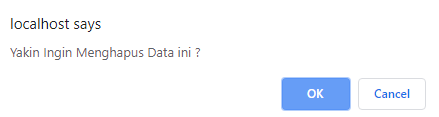 localhost says
Yakin Ingin Menghapus Data ini ?
OK
Cancel